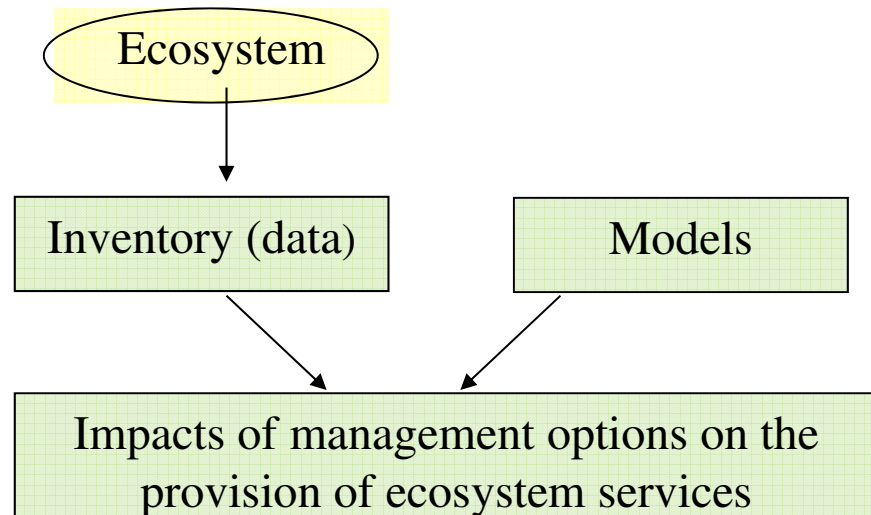 Ecosystem
Inventory (data)
Models
Impacts of management options on the
provision of ecosystem services